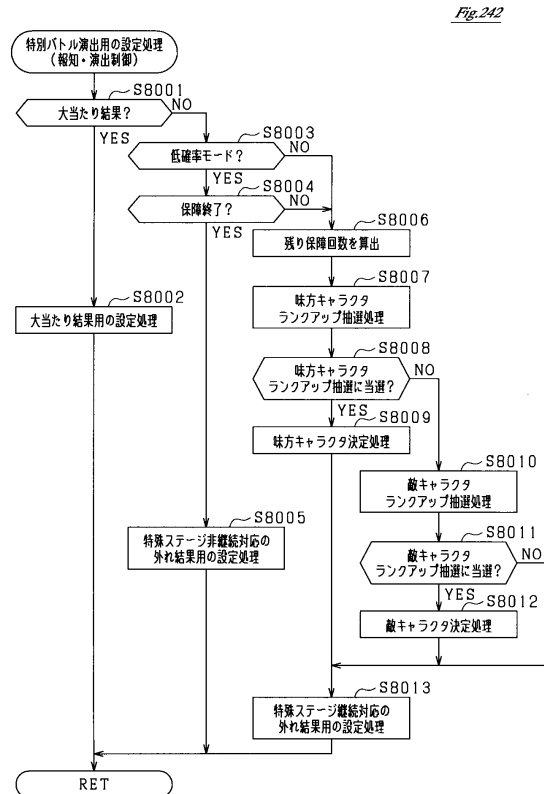 Fig.242
特別バトル演出用の設定処理
(報知・演出制御)
S8001
大当たり結果?
NO
YES
S8003
低確率モード?
NO
YES
S8004
保障終了?
NO
YES
S8006
残り保障回数を算出
S8007
味方キャラクタ
ランクアップ抽選処理
S8002
大当たり結果用の設定処理
S8008
味方キャラクタ
ランクアップ抽選に当選?
NO
YES
S8009
味方キャラクタ決定処理
S8010
敵キャラクタ
ランクアップ抽選処理
S8005
特殊ステージ非継続対応の
外れ結果用の設定処理
S8011
敵キャラクタ
ランクアップ抽選に当選?
NO
YES
S8012
敵キャラクタ決定処理
S8013
特殊ステージ継続対応の
外れ結果用の設定処理
RET